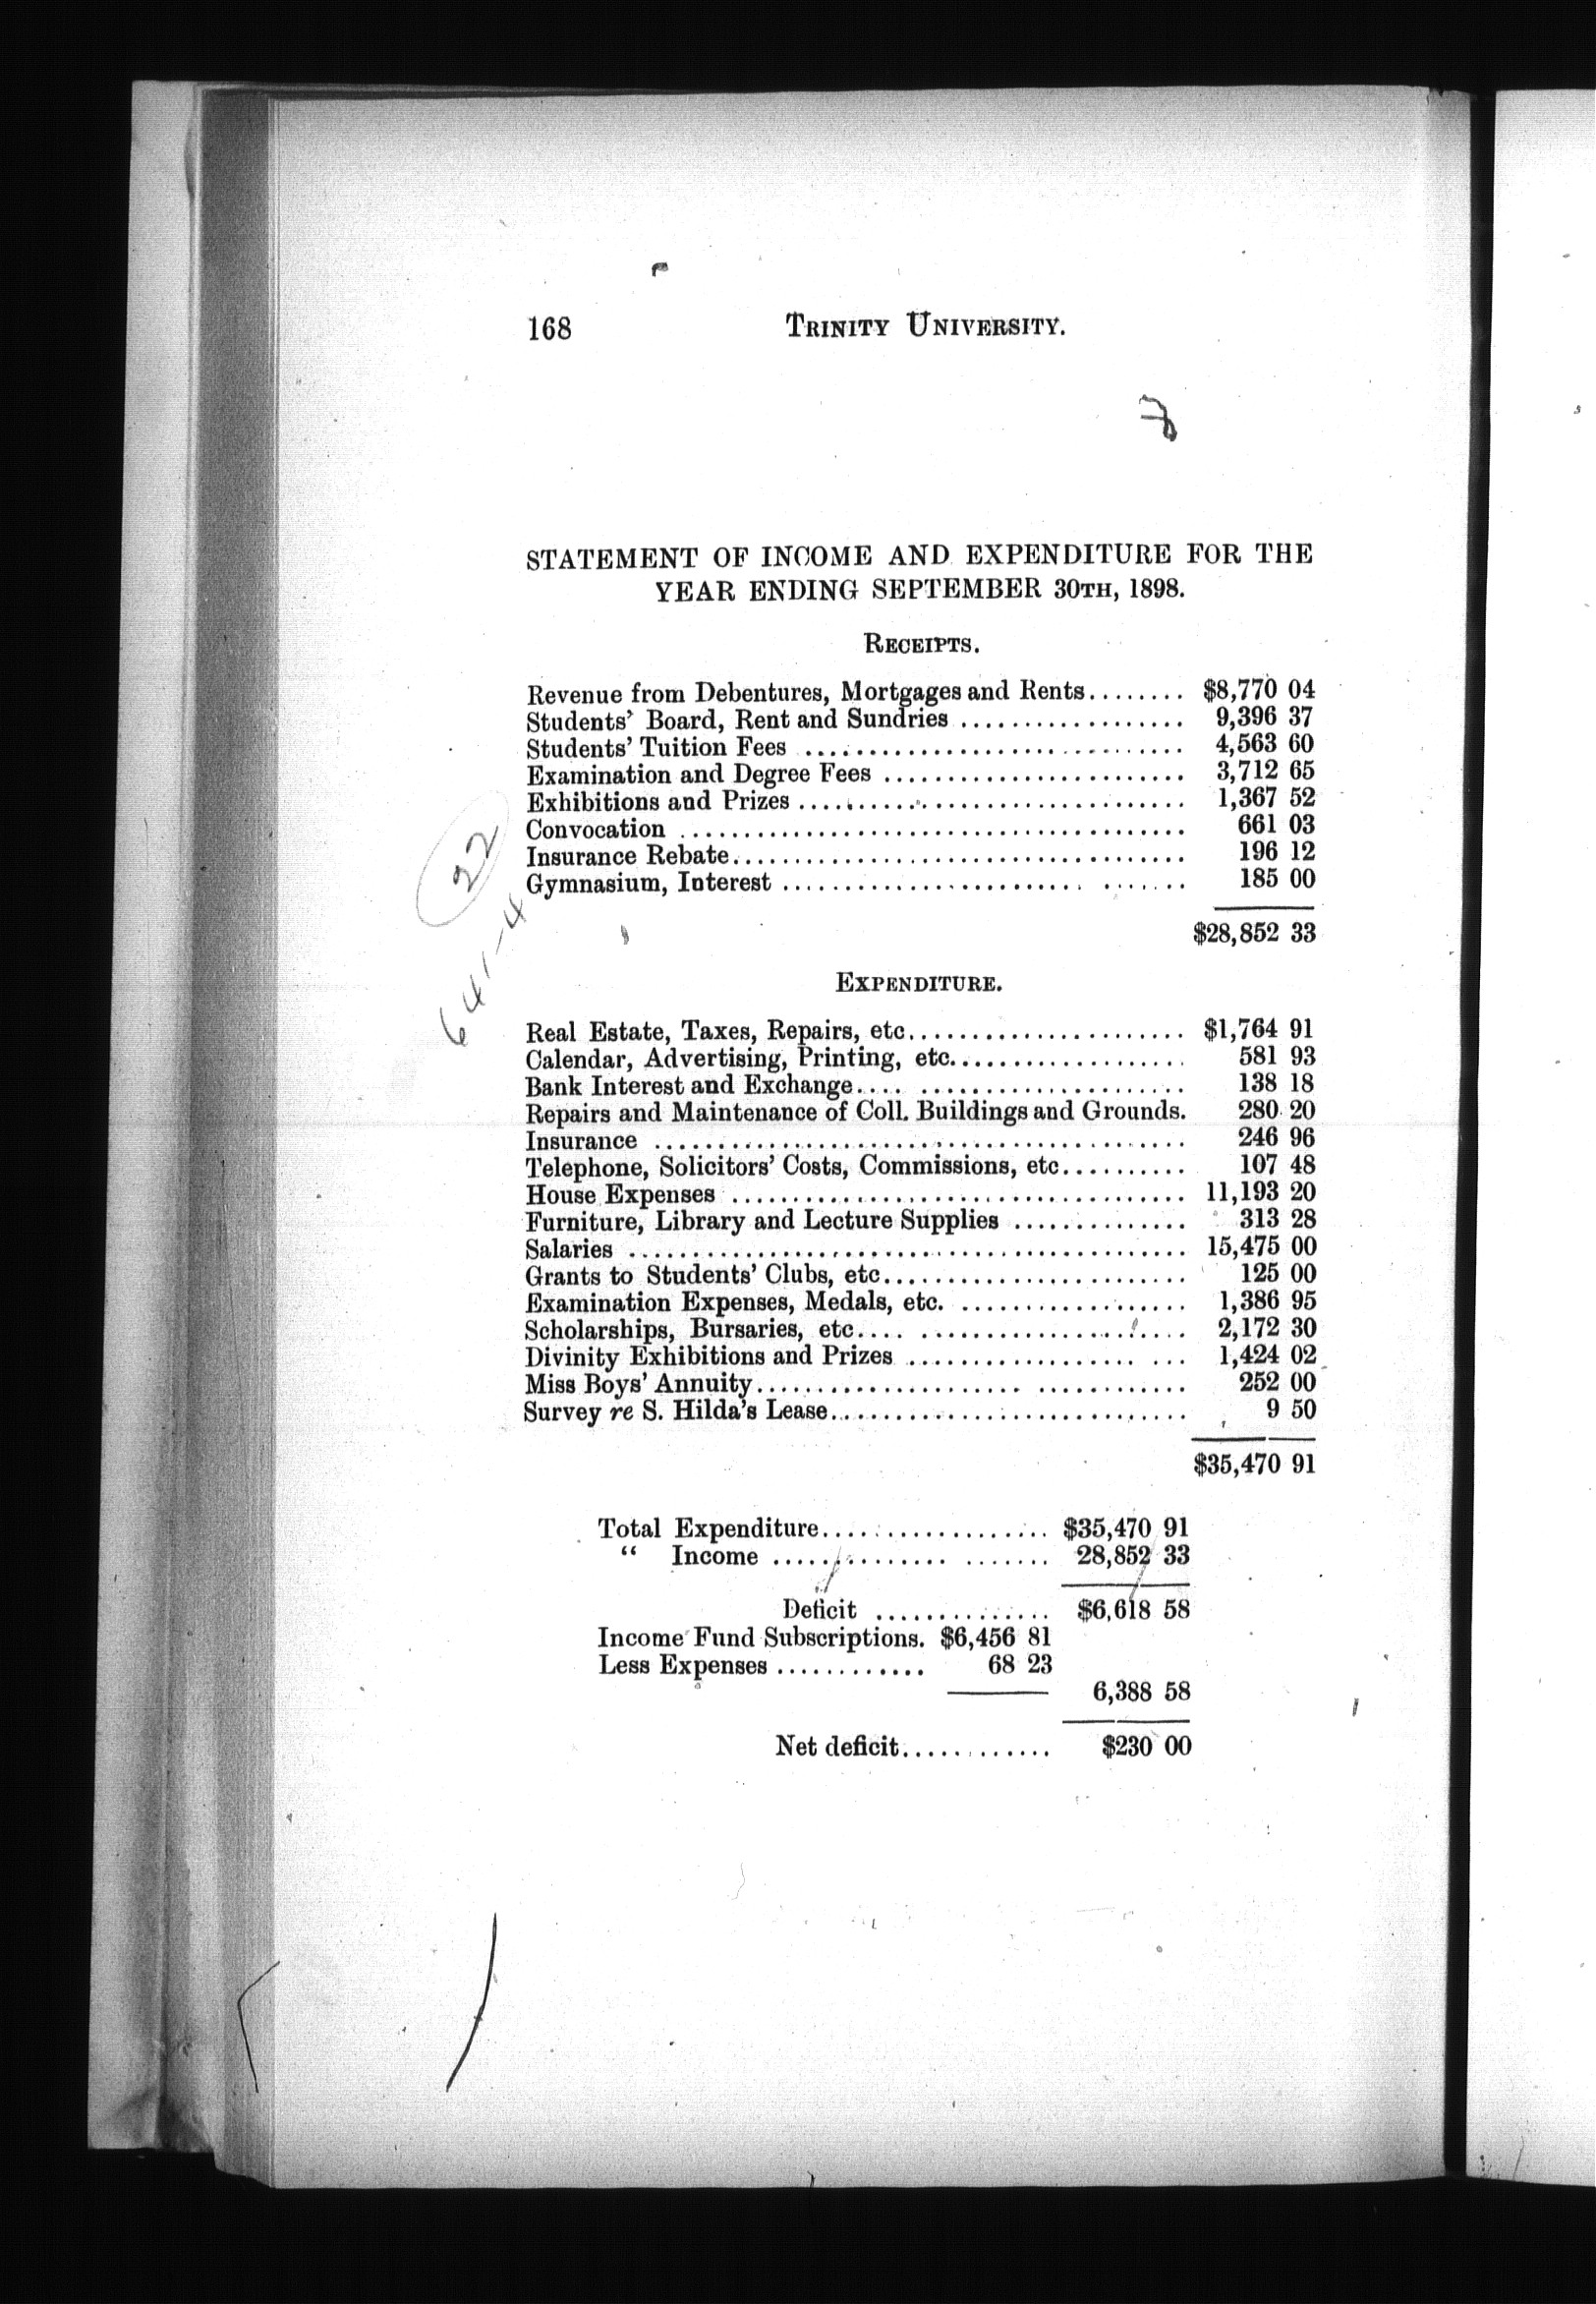 168
TRINITY UNIVERSITY.
STATEMENT OF INCOME AND EXPENDITURE FOR THE
YEAR ENDING SEPTEMBER 30TH, 1898.
RECEIPTS.
Revenue from Debentures, Mortgages and Rents........ $8,770 04
Students' Board, Rent and Sundries .................. 9,396 37
Students' Tuition Fees .............................. 4,563 60
Examination and Degree Fees ........................ 3,712 65
Exhibitions and Prizes ............................... 1,367 52
Convocation ........................................ 661 03
Insurance Rebate.................................... 196 12
Gymnasium, Interest ........................ ....... 185 00
$28,852 33
22
641-4
EXPENDITURE.
Real Estate, Taxes, Repairs, etc...................... $1,764 91
Calendar, Advertising, Printing, etc................... 581 93
Bank Interest and Exchange.... ..................... 138 18
Repairs and Maintenance of Coll. Buildings and Grounds. 280 20
Insurance .......................................... 246 96
Telephone, Solicitors' Costs, Commissions, etc.......... 107 48
House Expenses .................................... 11,193 20
Furniture, Library and Lecture Supplies .............. 313 28
Salaries ............................................ 15,475 00
Grants to Students' Clubs, etc........................ 125 00
Examination Expenses, Medals, etc. .................. 1,386 95
Scholarships, Bursaries, etc.... ..................... 2,172 30
Divinity Exhibitions and Prizes .................. ... 1,424 02
Miss Boys' Annuity..................... ............ 252 00
Survey re S. Hilda's Lease............................ 9 50
$35,470 91
Total Expenditure.................. $35,470 91
" Income .............. ....... 28,852 33
Deficit .............. $6,618 58
Income Fund Subscriptions. $6,456 81
Less Expenses ............ 68 23
6,388 58
Net deficit............ $230 00